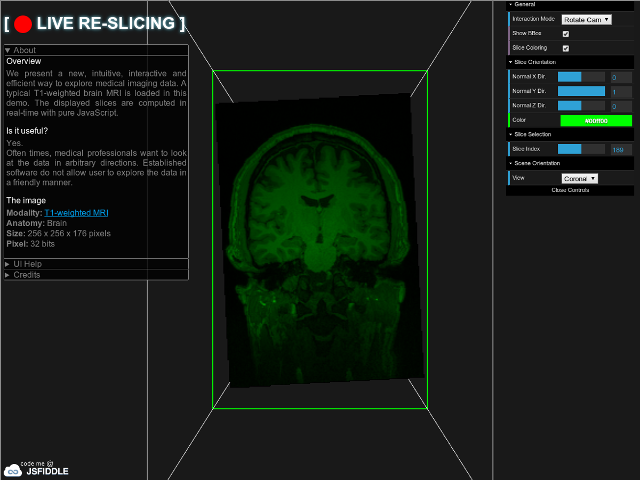 [ LIVE RE-SLICING ]
▼ About
Overview
We present a new, intuitive, interactive and
efficient way to explore medical imaging data. A
typical T1-weighted brain MRI is loaded in this
demo. The displayed slices are computed in
real-time with pure JavaScript.
Is it useful?
Yes.
Often times, medical professionals want to look
at the data in arbitrary directions. Established
software do not allow user to explore the data in
a friendly manner.
The image
Modality: T1-weighted MRI
Anatomy: Brain
Size: 256 x 256 x 176 pixels
Pixel: 32 bits
► UI Help
► Credits
code me @
JSFIDDLE
General
Interaction Mode Rotate Cam
Show BBox
Slice Coloring
Slice Orientation
Normal X Dir. 0
Normal Y Dir. 1
Normal Z Dir. 0
Color #00ff00
Slice Selection
Slice Index 189
Scene Orientation
View Coronal
Close Controls